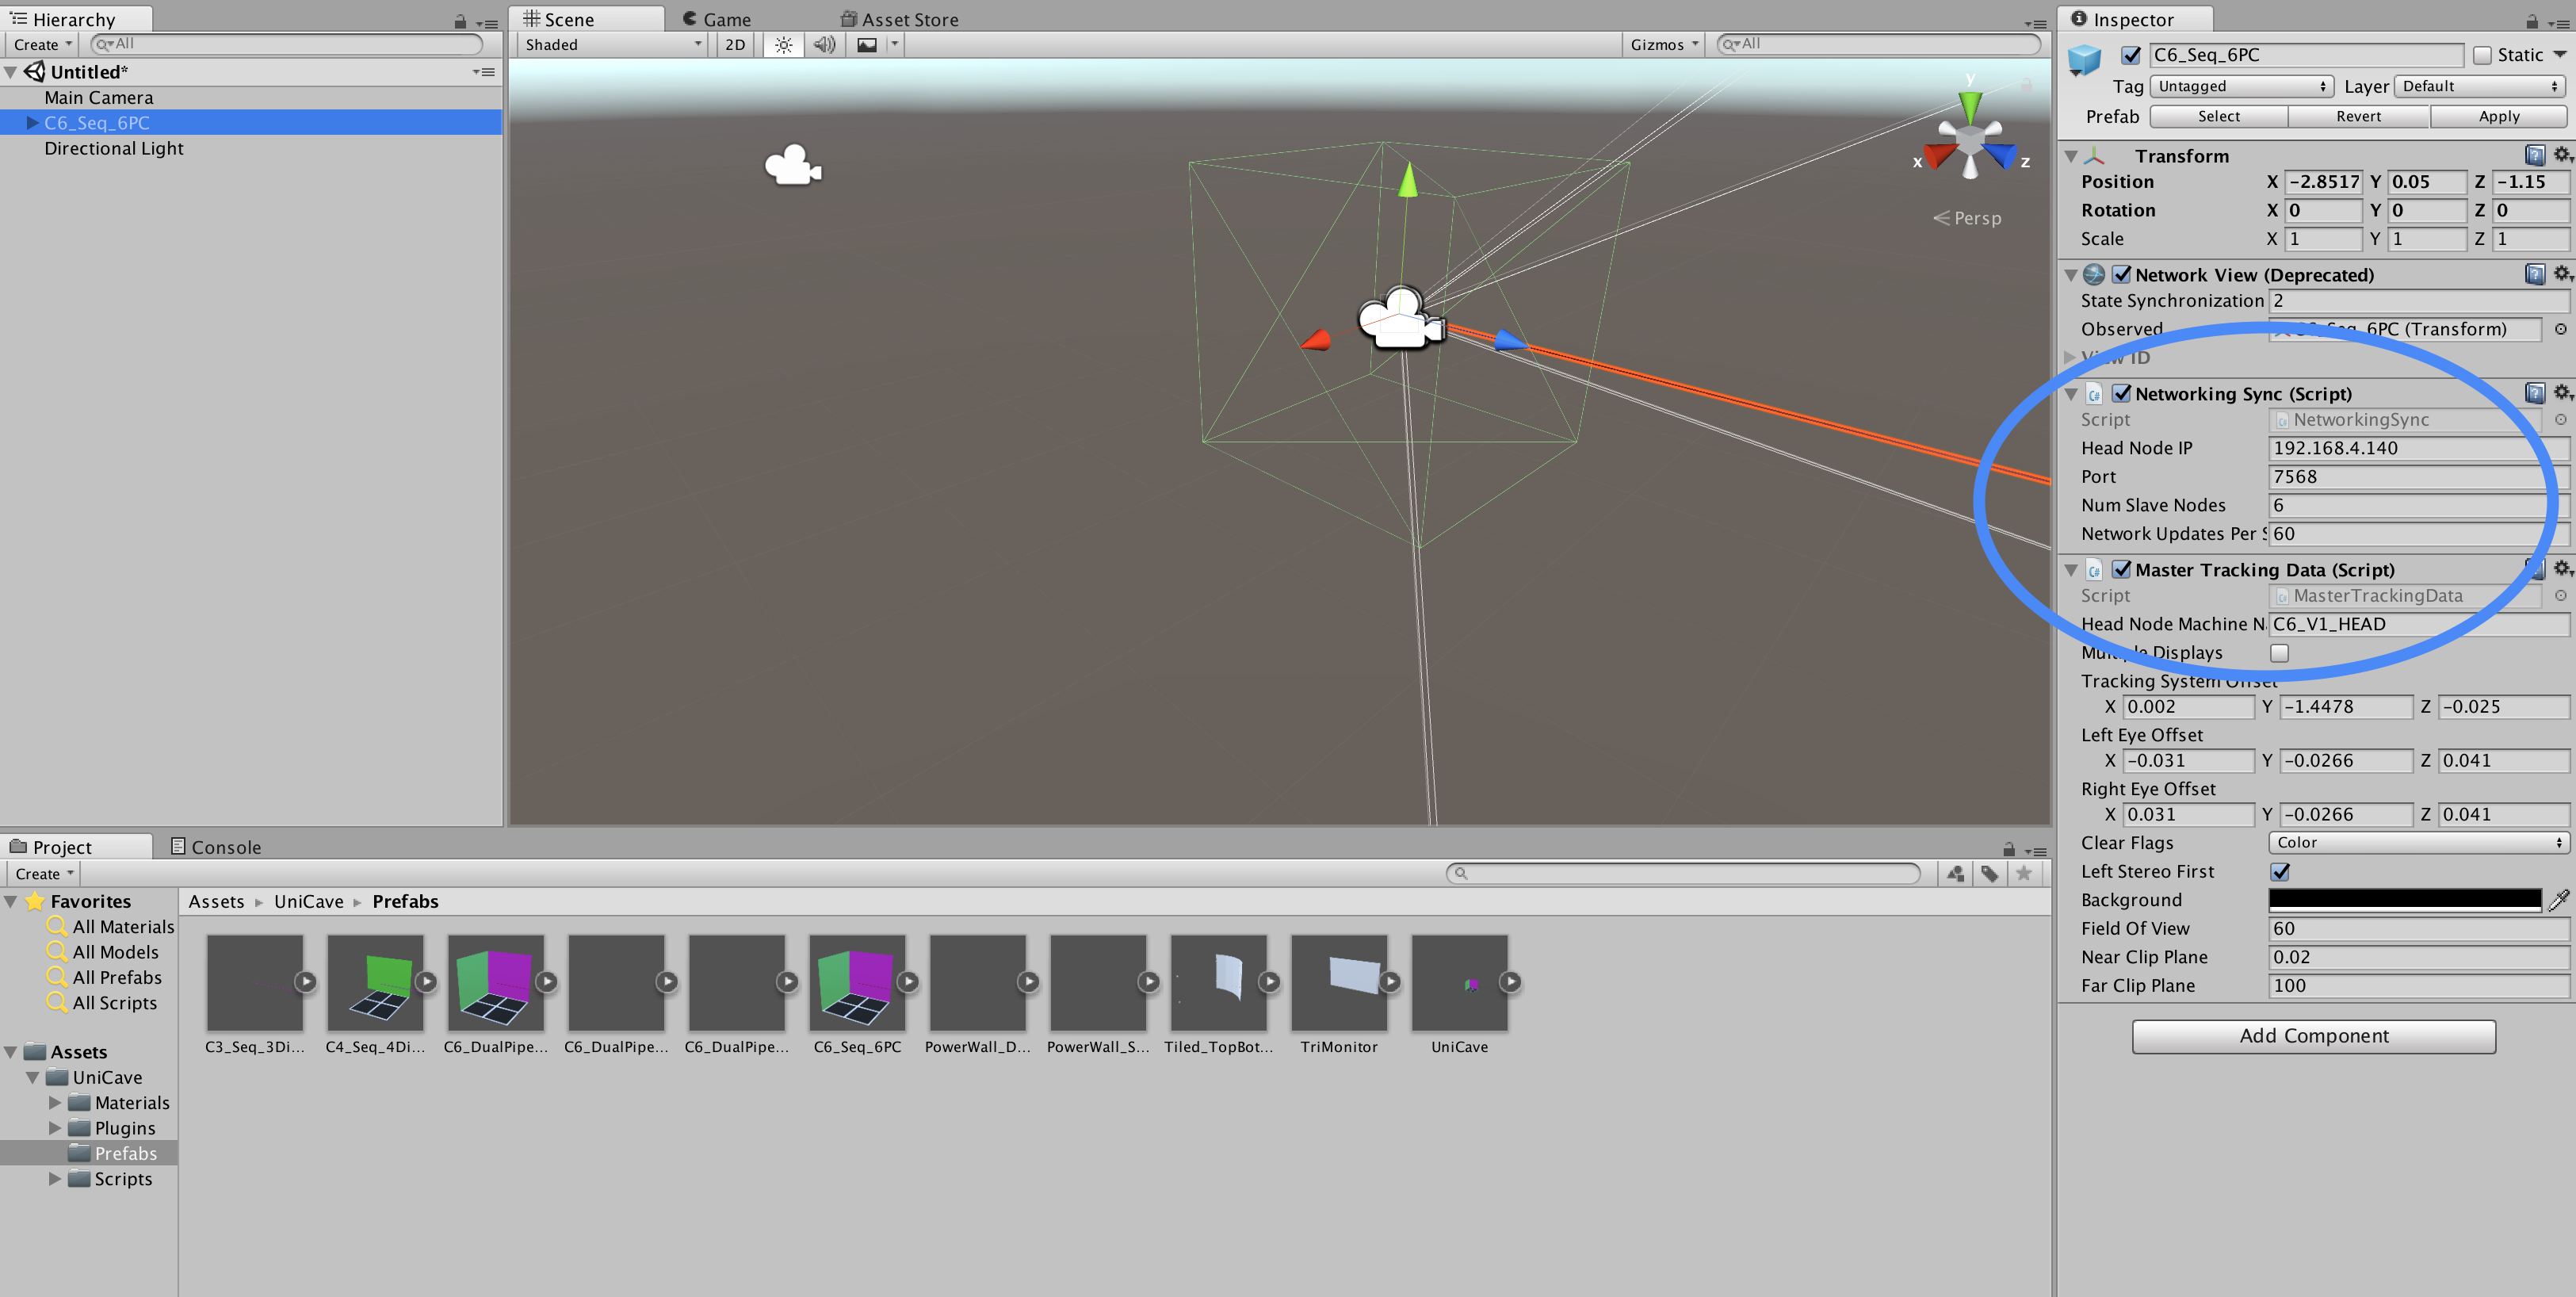 Hierarchy
Create
All
Untitled*
Main Camera
C6_Seq_6PC
Directional Light
Scene
Game
Asset Store
Shaded
2D
Gizmos
All
y
x
z
Persp
Inspector
C6_Seq_6PC
Static
Tag
Untagged
Layer
Default
Prefab
Select
Revert
Apply
Transform
Position X -2.8517 Y 0.05 Z -1.15
Rotation X 0 Y 0 Z 0
Scale X 1 Y 1 Z 1
Network View (Deprecated)
State Synchronization 2
Observed C6_Seq_6PC (Transform)
View ID
Networking Sync (Script)
Script NetworkingSync
Head Node IP 192.168.4.140
Port 7568
Num Slave Nodes 6
Network Updates Per S 60
Master Tracking Data (Script)
Script MasterTrackingData
Head Node Machine N C6_V1_HEAD
Multiple Displays
Tracking System Offset
X 0.002 Y -1.4478 Z -0.025
Left Eye Offset
X -0.031 Y -0.0266 Z 0.041
Right Eye Offset
X 0.031 Y -0.0266 Z 0.041
Clear Flags Color
Left Stereo First
Background
Field Of View 60
Near Clip Plane 0.02
Far Clip Plane 100
Add Component
Project
Console
Create
Favorites
All Materials
All Models
All Prefabs
All Scripts
Assets
UniCave
Materials
Plugins
Prefabs
Scripts
Assets UniCave Prefabs
C3_Seq_3Di...
C4_Seq_4Di...
C6_DualPipe...
C6_DualPipe...
C6_DualPipe...
C6_Seq_6PC
PowerWall_D...
PowerWall_S...
Tiled_TopBot...
TriMonitor
UniCave